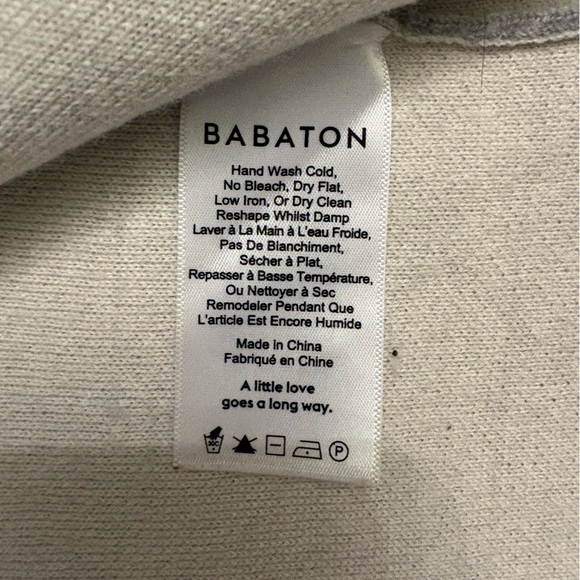 BABATON
Hand Wash Cold,
No Bleach, Dry Flat,
Low Iron, Or Dry Clean
Reshape Whilst Damp
Laver à La Main à L'eau Froide,
Pas De Blanchiment,
Sécher à Plat,
Repasser à Basse Température,
Ou Nettoyer à Sec
Remodeler Pendant Que
L'article Est Encore Humide
Made in China
Fabriqué en Chine
A little love
goes a long way.
30C P